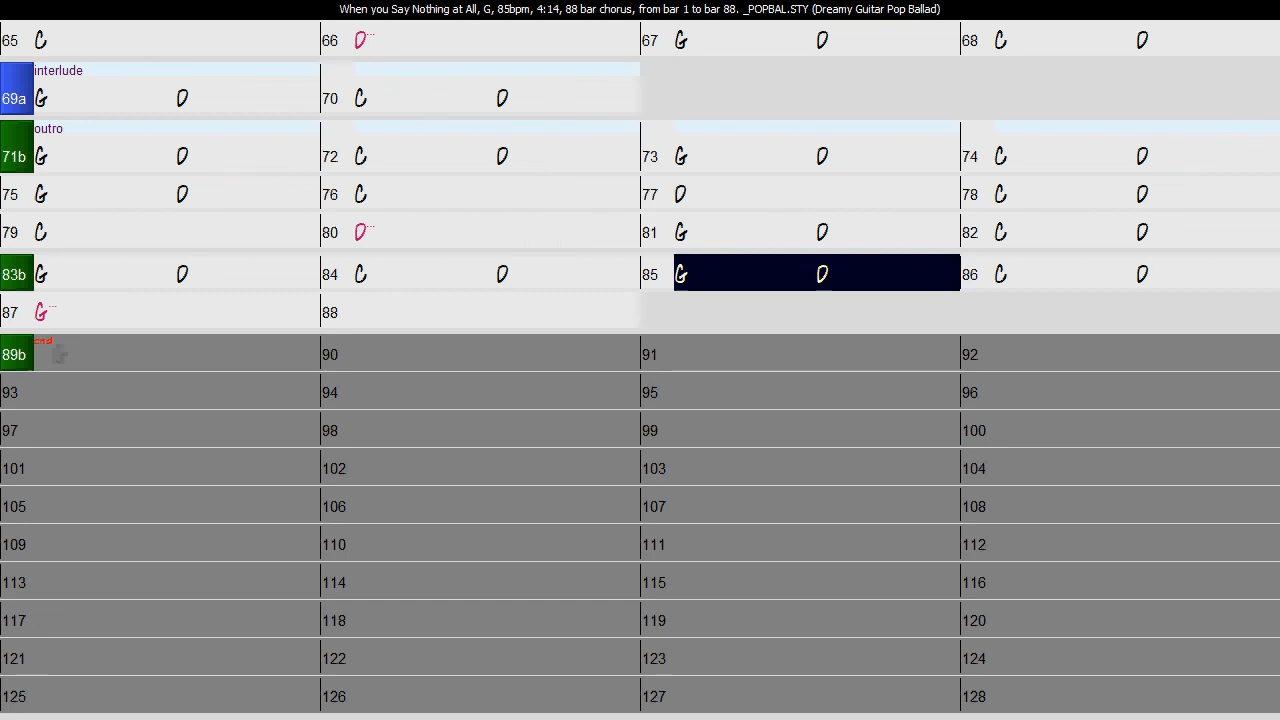 When you Say Nothing at All, G, 85bpm, 4:14, 88 bar chorus, from bar 1 to bar 88. _POPBAL.STY (Dreamy Guitar Pop Ballad)
65 C 66 D... 67 G D 68 C D
interlude
69a G D 70 C D
outro
71b G D 72 C D 73 G D 74 C D
75 G D 76 C 77 D 78 C D
79 C 80 D... 81 G D 82 C D
83b G D 84 C D 85 G D 86 C D
87 G... 88
end
89b G 90 91 92
93 94 95 96
97 98 99 100
101 102 103 104
105 106 107 108
109 110 111 112
113 114 115 116
117 118 119 120
121 122 123 124
125 126 127 128